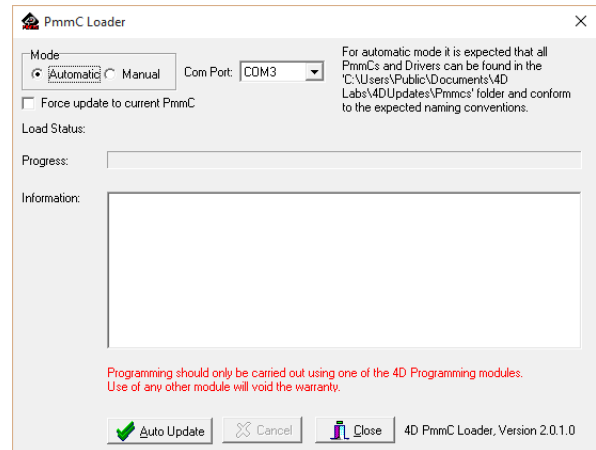 PmmC Loader
Mode
Automatic Manual
Com Port: COM3
For automatic mode it is expected that all
PmmCs and Drivers can be found in the
'C:\Users\Public\Documents\4D
Labs\4DUpdates\Pmmcs' folder and conform
to the expected naming conventions.
Force update to current PmmC
Load Status:
Progress:
Information:
Programming should only be carried out using one of the 4D Programming modules.
Use of any other module will void the warranty.
Auto Update Cancel Close 4D PmmC Loader, Version 2.0.1.0